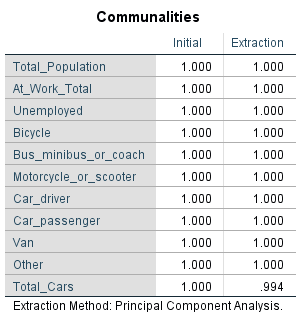 Communalities
Initial Extraction
Total_Population 1.000 1.000
At_Work_Total 1.000 1.000
Unemployed 1.000 1.000
Bicycle 1.000 1.000
Bus_minibus_or_coach 1.000 1.000
Motorcycle_or_scooter 1.000 1.000
Car_driver 1.000 1.000
Car_passenger 1.000 1.000
Van 1.000 1.000
Other 1.000 1.000
Total_Cars 1.000 .994
Extraction Method: Principal Component Analysis.